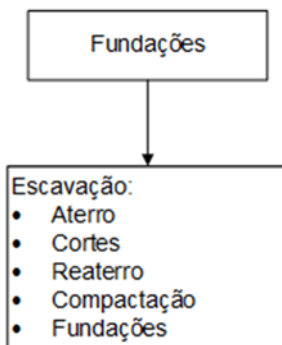 Fundações
Escavação:
• Aterro
• Cortes
• Reaterro
• Compactação
• Fundações